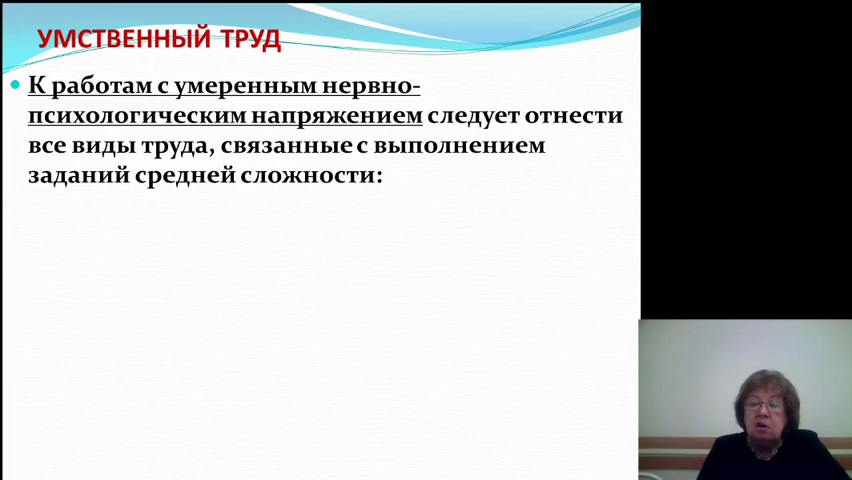 УМСТВЕННЫЙ ТРУД
К работам с умеренным нервно-
психологическим напряжением следует отнести
все виды труда, связанные с выполнением
заданий средней сложности: